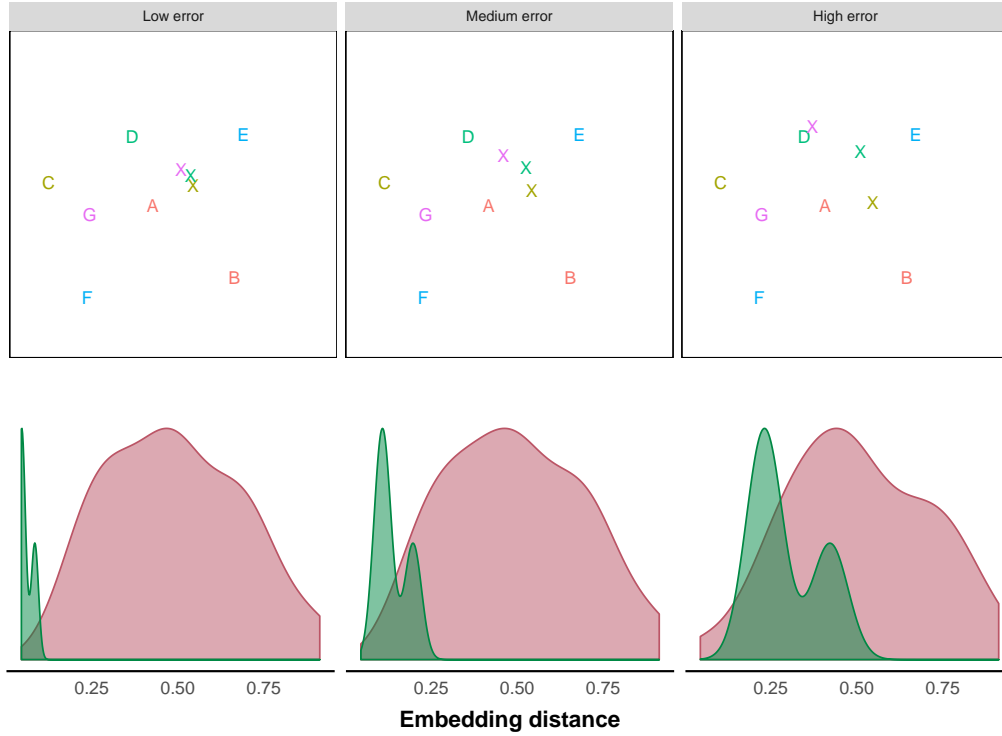 Low error Medium error High error
X
D E D X E D X E
X X X
C X C X C
G A G A G A X
B B B
F F F
0.25 0.50 0.75 0.25 0.50 0.75 0.25 0.50 0.75
Embedding distance